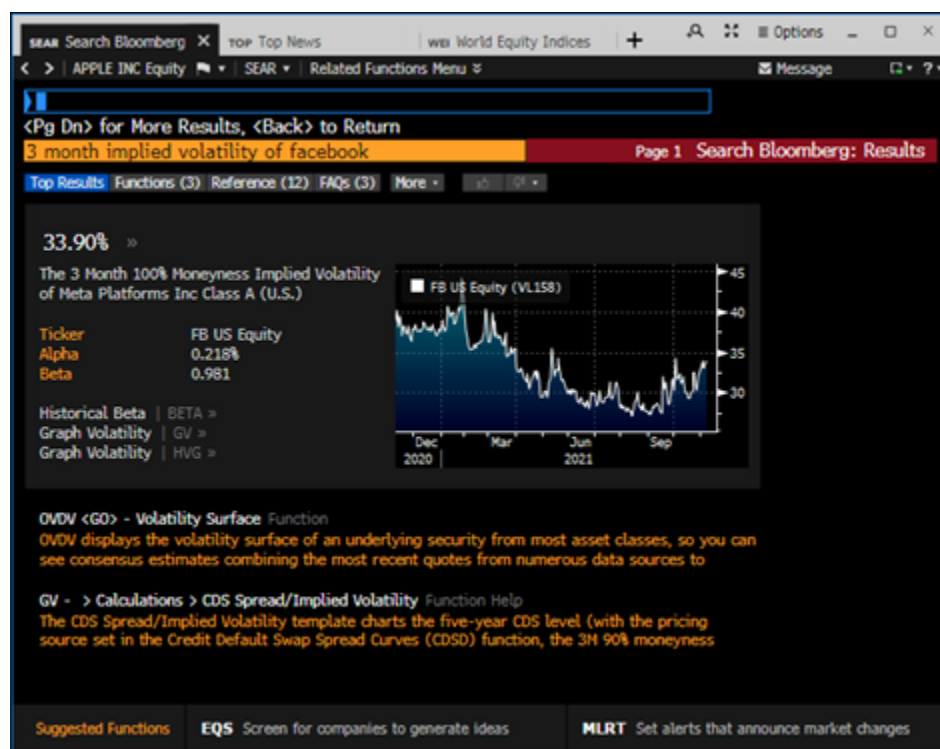 SEAR Search Bloomberg × TOP Top News WEI World Equity Indices + Options
< > APPLE INC Equity SEAR Related Functions Menu Message ?
<Pg Dn> for More Results, <Back> to Return
3 month implied volatility of facebook Page 1 Search Bloomberg: Results
Top Results Functions (3) Reference (12) FAQs (3) More
33.90% »
The 3 Month 100% Moneyness Implied Volatility
of Meta Platforms Inc Class A (U.S.)
Ticker FB US Equity
Alpha 0.218%
Beta 0.981
Historical Beta | BETA »
Graph Volatility | GV »
Graph Volatility | HVG »
FB US Equity (VL158)
45
40
35
30
Dec Mar Jun Sep
2020 2021
OVDV <GO> - Volatility Surface Function
OVDV displays the volatility surface of an underlying security from most asset classes, so you can
see consensus estimates combining the most recent quotes from numerous data sources to
GV - > Calculations > CDS Spread/Implied Volatility Function Help
The CDS Spread/Implied Volatility template charts the five-year CDS level (with the pricing
source set in the Credit Default Swap Spread Curves (CDSD) function, the 3M 90% moneyness
Suggested Functions EQS Screen for companies to generate ideas MLRT Set alerts that announce market changes